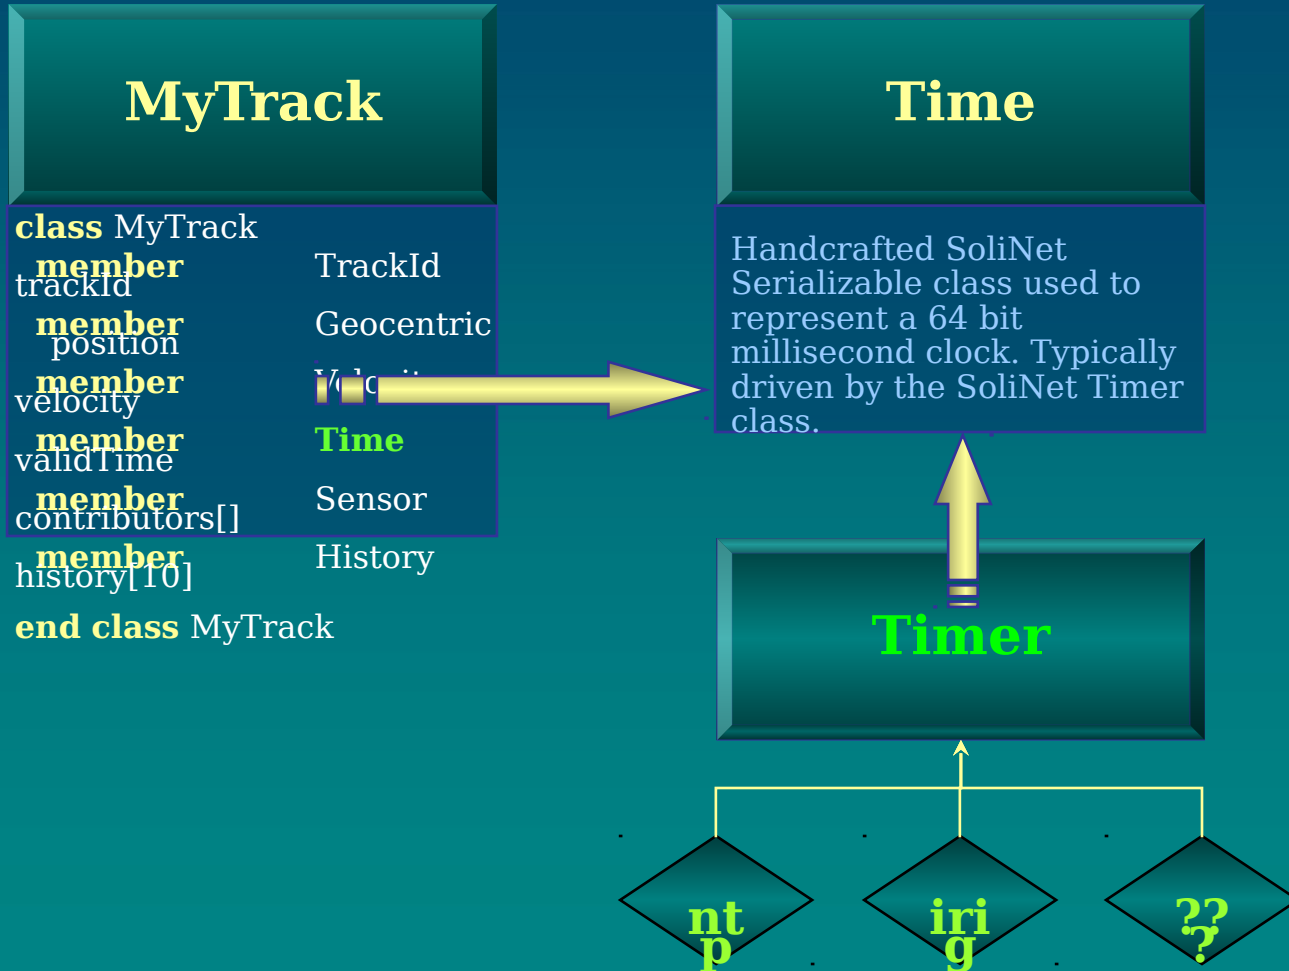 MyTrack
class MyTrack
member TrackId
trackId
member Geocentric
position
member Velocity
velocity
member Time
validTime
member Sensor
contributors[]
member History
history[10]
end class MyTrack
Time
Handcrafted SoliNet
Serializable class used to
represent a 64 bit
millisecond clock. Typically
driven by the SoliNet Timer
class.
Timer
nt
p
iri
g
??
?